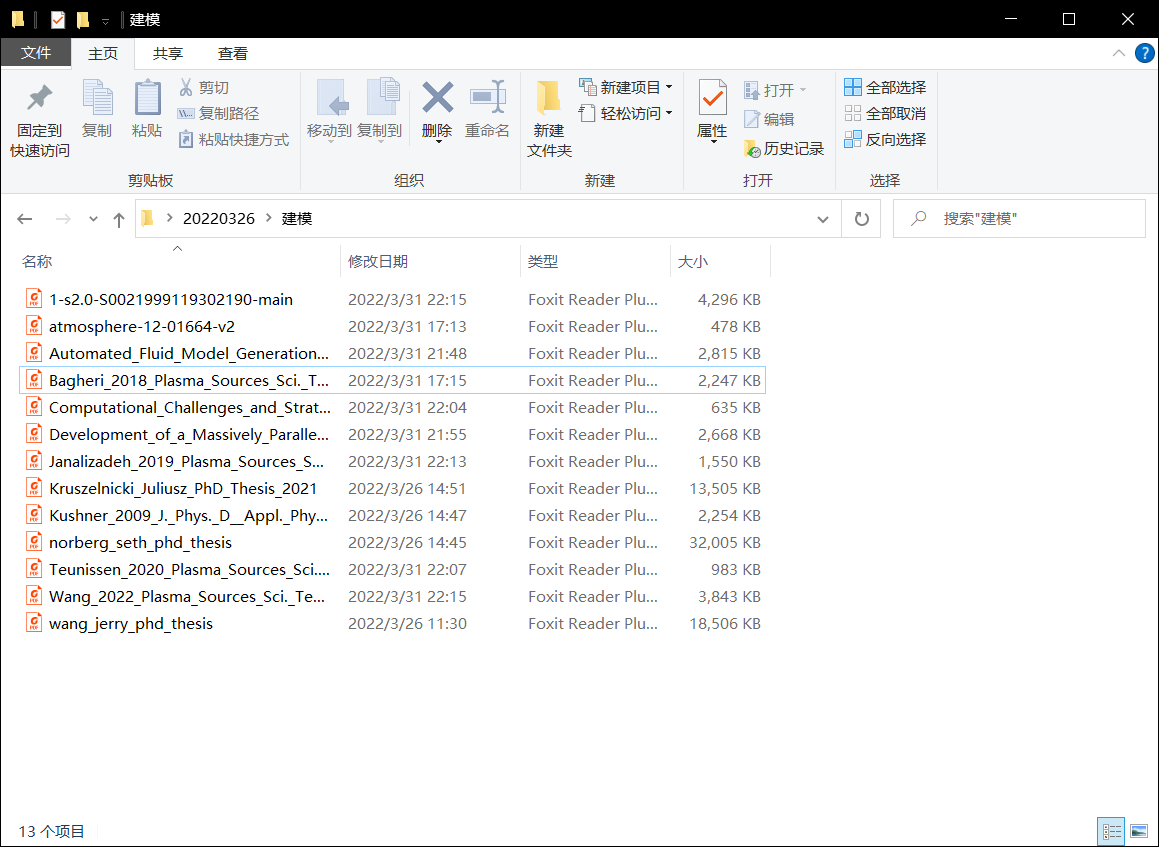 建模
文件 主页 共享 查看
固定到快速访问
复制
粘贴
剪切
复制路径
粘贴快捷方式
剪贴板
移动到
复制到
删除
重命名
组织
新建文件夹
新建项目
轻松访问
新建
属性
打开
编辑
历史记录
打开
全部选择
全部取消
反向选择
选择
20220326 建模
搜索"建模"
名称 修改日期 类型 大小
1-s2.0-S0021999119302190-main 2022/3/31 22:15 Foxit Reader Plu... 4,296 KB
atmosphere-12-01664-v2 2022/3/31 17:13 Foxit Reader Plu... 478 KB
Automated_Fluid_Model_Generation... 2022/3/31 21:48 Foxit Reader Plu... 2,815 KB
Bagheri_2018_Plasma_Sources_Sci._T... 2022/3/31 17:15 Foxit Reader Plu... 2,247 KB
Computational_Challenges_and_Strat... 2022/3/31 22:04 Foxit Reader Plu... 635 KB
Development_of_a_Massively_Paralle... 2022/3/31 21:55 Foxit Reader Plu... 2,668 KB
Janalizadeh_2019_Plasma_Sources_S... 2022/3/31 22:13 Foxit Reader Plu... 1,550 KB
Kruszelnicki_Juliusz_PhD_Thesis_2021 2022/3/26 14:51 Foxit Reader Plu... 13,505 KB
Kushner_2009_J._Phys._D__Appl._Phy... 2022/3/26 14:47 Foxit Reader Plu... 2,254 KB
norberg_seth_phd_thesis 2022/3/26 14:45 Foxit Reader Plu... 32,005 KB
Teunissen_2020_Plasma_Sources_Sci.... 2022/3/31 22:07 Foxit Reader Plu... 983 KB
Wang_2022_Plasma_Sources_Sci._Te... 2022/3/31 22:15 Foxit Reader Plu... 3,843 KB
wang_jerry_phd_thesis 2022/3/26 11:30 Foxit Reader Plu... 18,506 KB
13 个项目